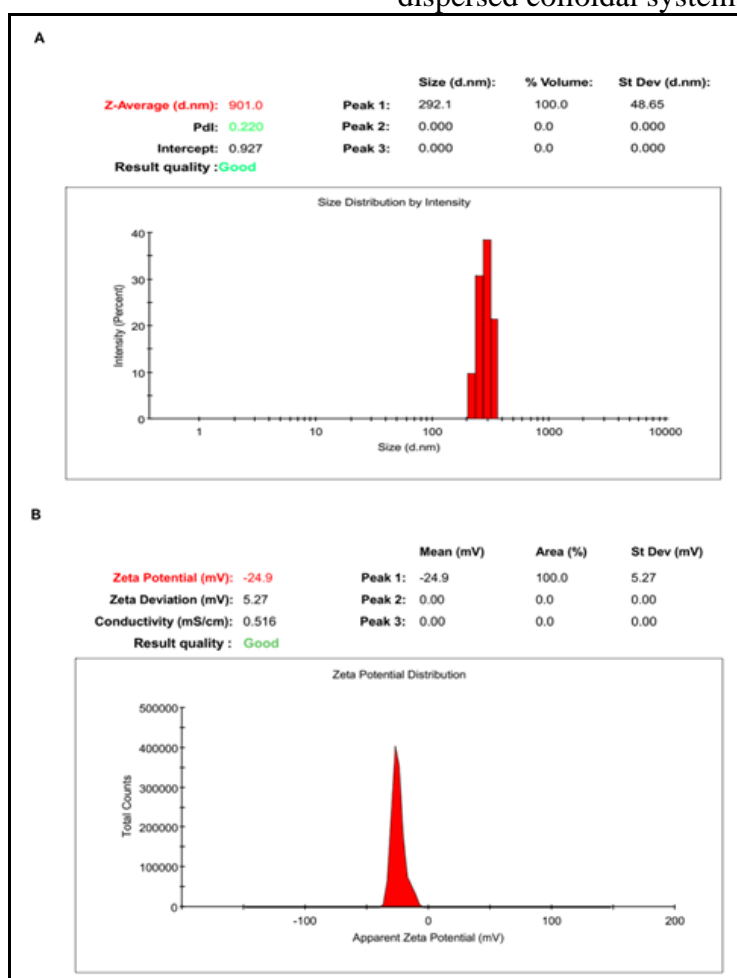 dispersed colloidal system
A
Size (d.nm): % Volume: St Dev (d.nm):
Z-Average (d.nm): 901.0 Peak 1: 292.1 100.0 48.65
PdI: 0.220 Peak 2: 0.000 0.0 0.000
Intercept: 0.927 Peak 3: 0.000 0.0 0.000
Result quality :Good
Size Distribution by Intensity
Intensity (Percent)
40
30
20
10
0
1 10 100 1000 10000
Size (d.nm)
B
Mean (mV) Area (%) St Dev (mV)
Zeta Potential (mV): -24.9 Peak 1: -24.9 100.0 5.27
Zeta Deviation (mV): 5.27 Peak 2: 0.00 0.0 0.00
Conductivity (mS/cm): 0.516 Peak 3: 0.00 0.0 0.00
Result quality : Good
Zeta Potential Distribution
Total Counts
500000
400000
300000
200000
100000
0
-100 0 100 200
Apparent Zeta Potential (mV)